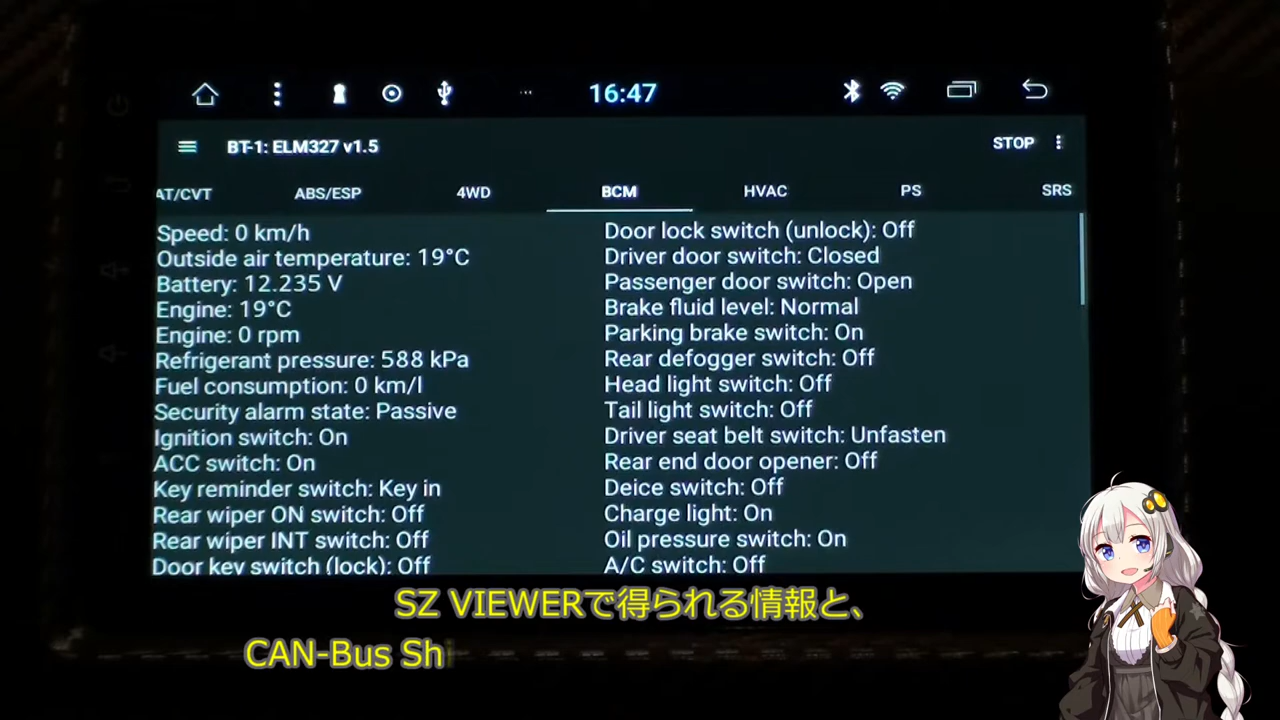 16:47
BT-1: ELM327 v1.5
STOP
AT/CVT ABS/ESP 4WD BCM HVAC PS SRS
Speed: 0 km/h
Outside air temperature: 19°C
Battery: 12.235 V
Engine: 19°C
Engine: 0 rpm
Refrigerant pressure: 588 kPa
Fuel consumption: 0 km/l
Security alarm state: Passive
Ignition switch: On
ACC switch: On
Key reminder switch: Key in
Rear wiper ON switch: Off
Rear wiper INT switch: Off
Door key switch (lock): Off
Door lock switch (unlock): Off
Driver door switch: Closed
Passenger door switch: Open
Brake fluid level: Normal
Parking brake switch: On
Rear defogger switch: Off
Head light switch: Off
Tail light switch: Off
Driver seat belt switch: Unfasten
Rear end door opener: Off
Deice switch: Off
Charge light: On
Oil pressure switch: On
A/C switch: Off
SZ VIEWERで得られる情報と、
CAN-Bus Sh